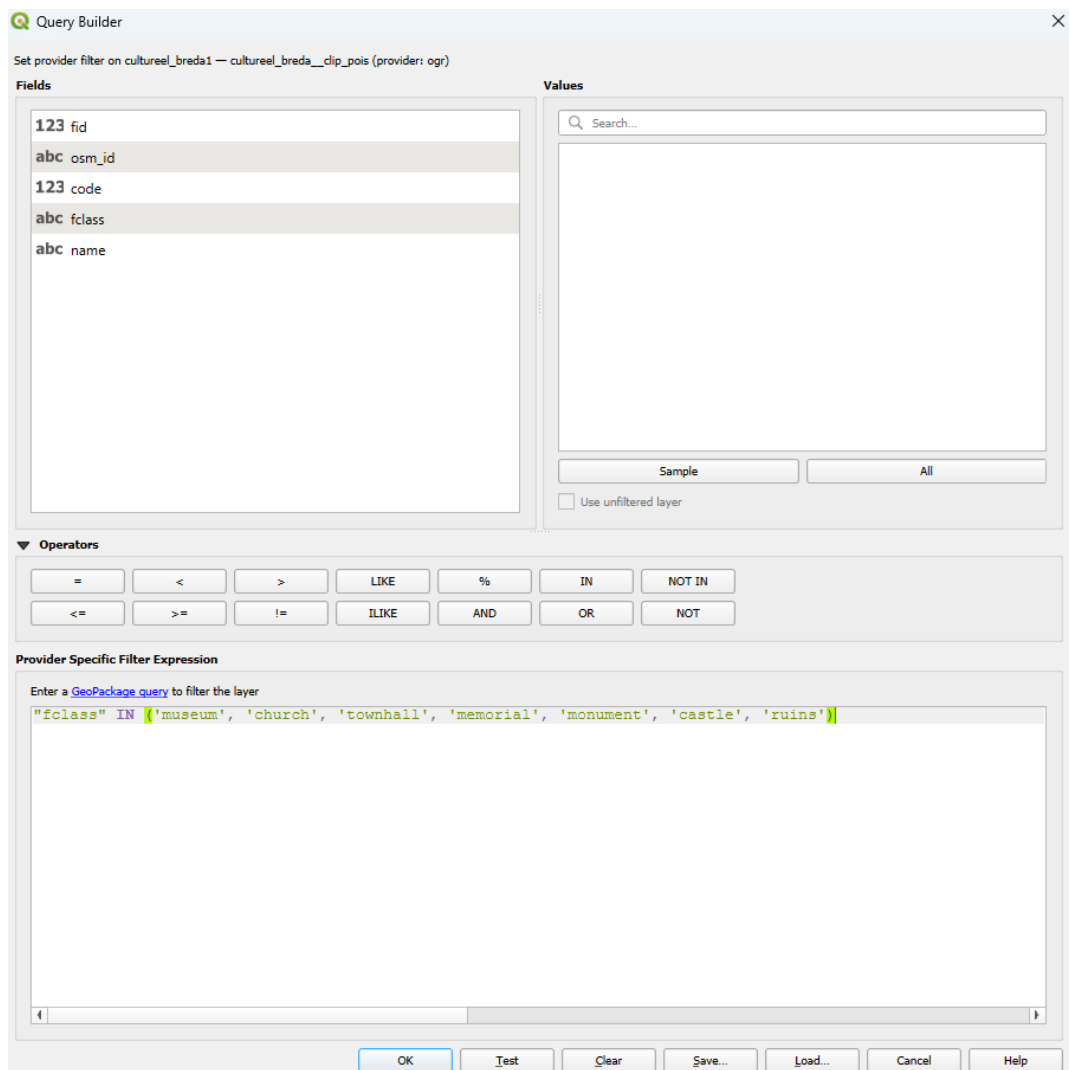 Query Builder
Set provider filter on cultureel_breda1 — cultureel_breda__clip_pois (provider: ogr)
Fields
Values
123 fid
abc osm_id
123 code
abc fclass
abc name
Search...
Sample
All
Use unfiltered layer
Operators
= < > LIKE % IN NOT IN
<= >= != ILIKE AND OR NOT
Provider Specific Filter Expression
Enter a GeoPackage query to filter the layer
"fclass" IN ('museum', 'church', 'townhall', 'memorial', 'monument', 'castle', 'ruins')
OK Test Clear Save... Load... Cancel Help